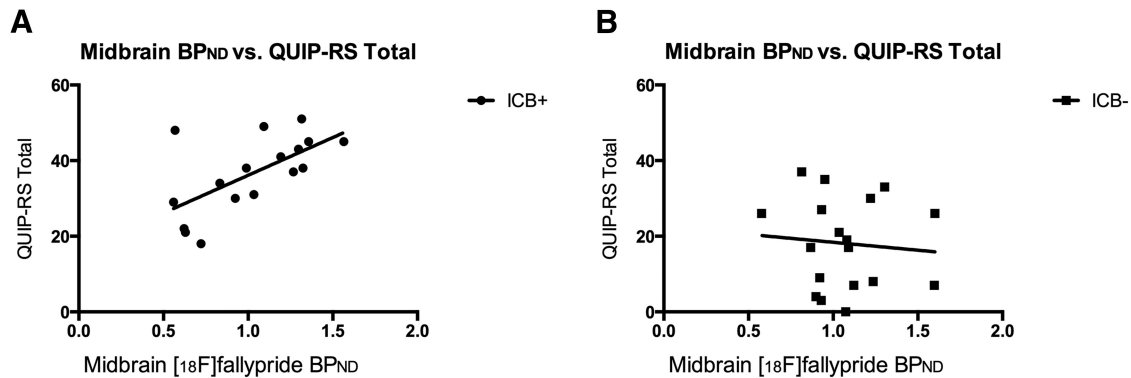 A
Midbrain BPND vs. QUIP-RS Total
60
40
20
0
QUIP-RS Total
0.0 0.5 1.0 1.5 2.0
Midbrain [18F]fallypride BPND
ICB+
B
Midbrain BPND vs. QUIP-RS Total
60
40
20
0
QUIP-RS Total
0.0 0.5 1.0 1.5 2.0
Midbrain [18F]fallypride BPND
ICB-